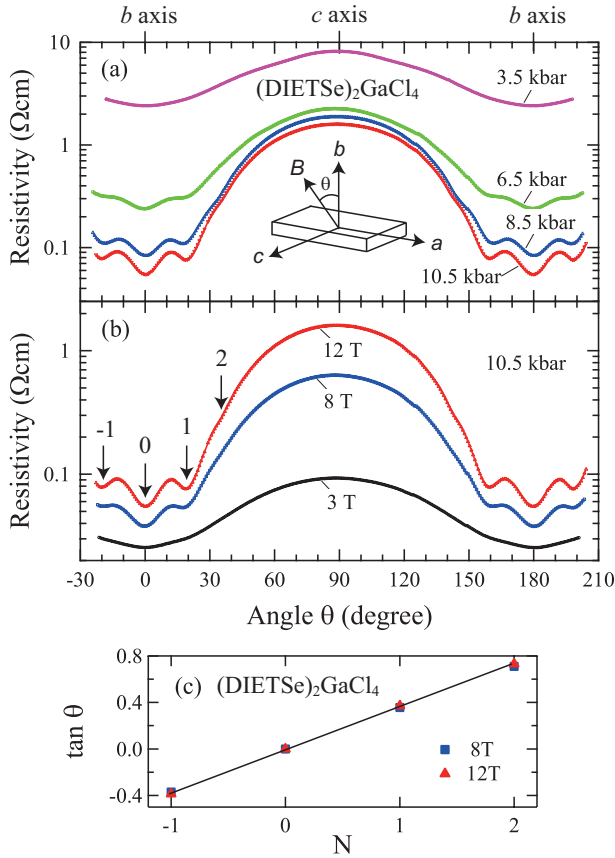 b axis c axis b axis
10
(a)
(DIETSe)₂GaCl₄
3.5 kbar
1
B θ b
6.5 kbar
8.5 kbar
0.1
c a
10.5 kbar
Resistivity (Ωcm)
(b)
12 T
10.5 kbar
1
2
8 T
-1 0 1
0.1
3 T
Resistivity (Ωcm)
-30 0 30 60 90 120 150 180 210
Angle θ (degree)
0.8
(c) (DIETSe)₂GaCl₄
0.4
tan θ
0.0
8T
12T
-0.4
-1 0 1 2
N